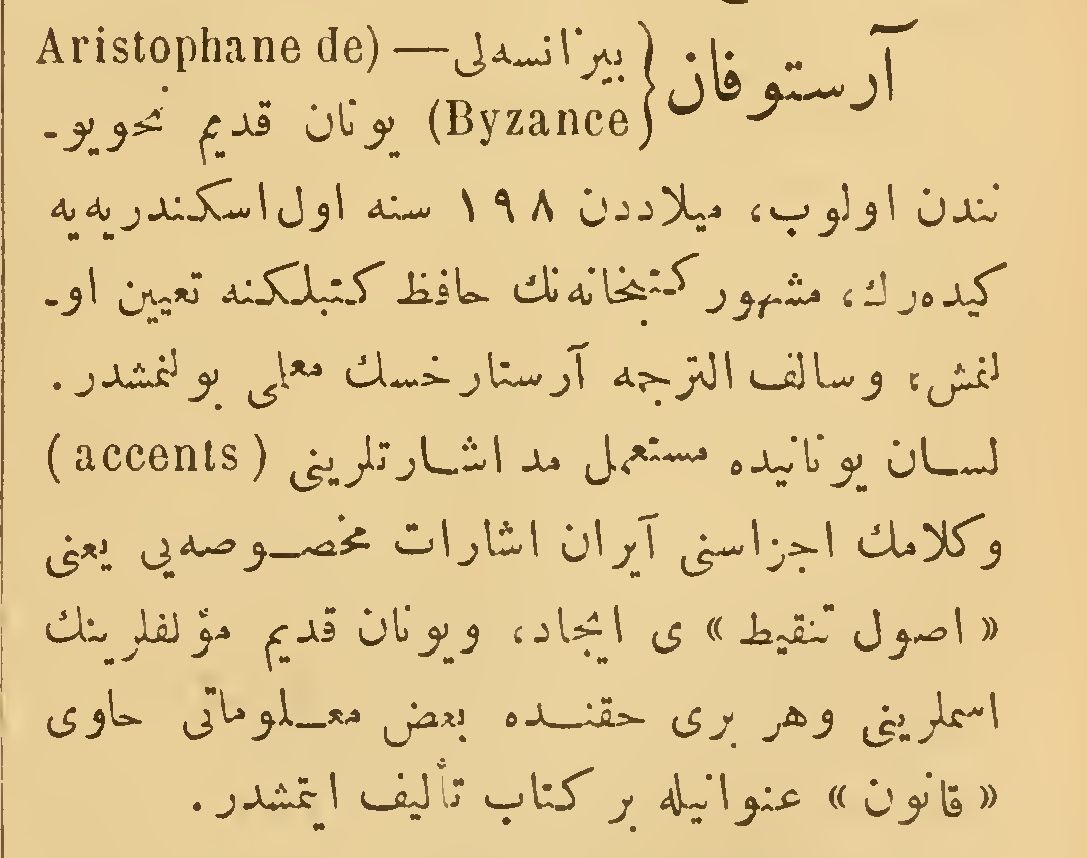 آرستوفان { بیزانسه‌لی — (Aristophane de
Byzance) یونان قدیم نحویو-
نندن اولوب، میلاددن ۱۹۸ سنه اول اسکندریه‌یه
کیده‌رك، مشهور کتبخانه‌نك حافظ کتبلکنه تعیین او-
لنمش، وسالف الترجمه آرستارخسك معلمی بولنمشدر.
لسان یونانیده مستعمل مد اشارتلرینی (accents)
وکلامك اجزاسنی آیران اشارات مخصوصه‌یی یعنی
« اصول تنقیط » ی ایجاد، ویونان قدیم مؤلفلرینك
اسملرینی وهر بری حقنده بعض معلوماتی حاوی
« قانون » عنوانیله بر کتاب تألیف ایتمشدر.